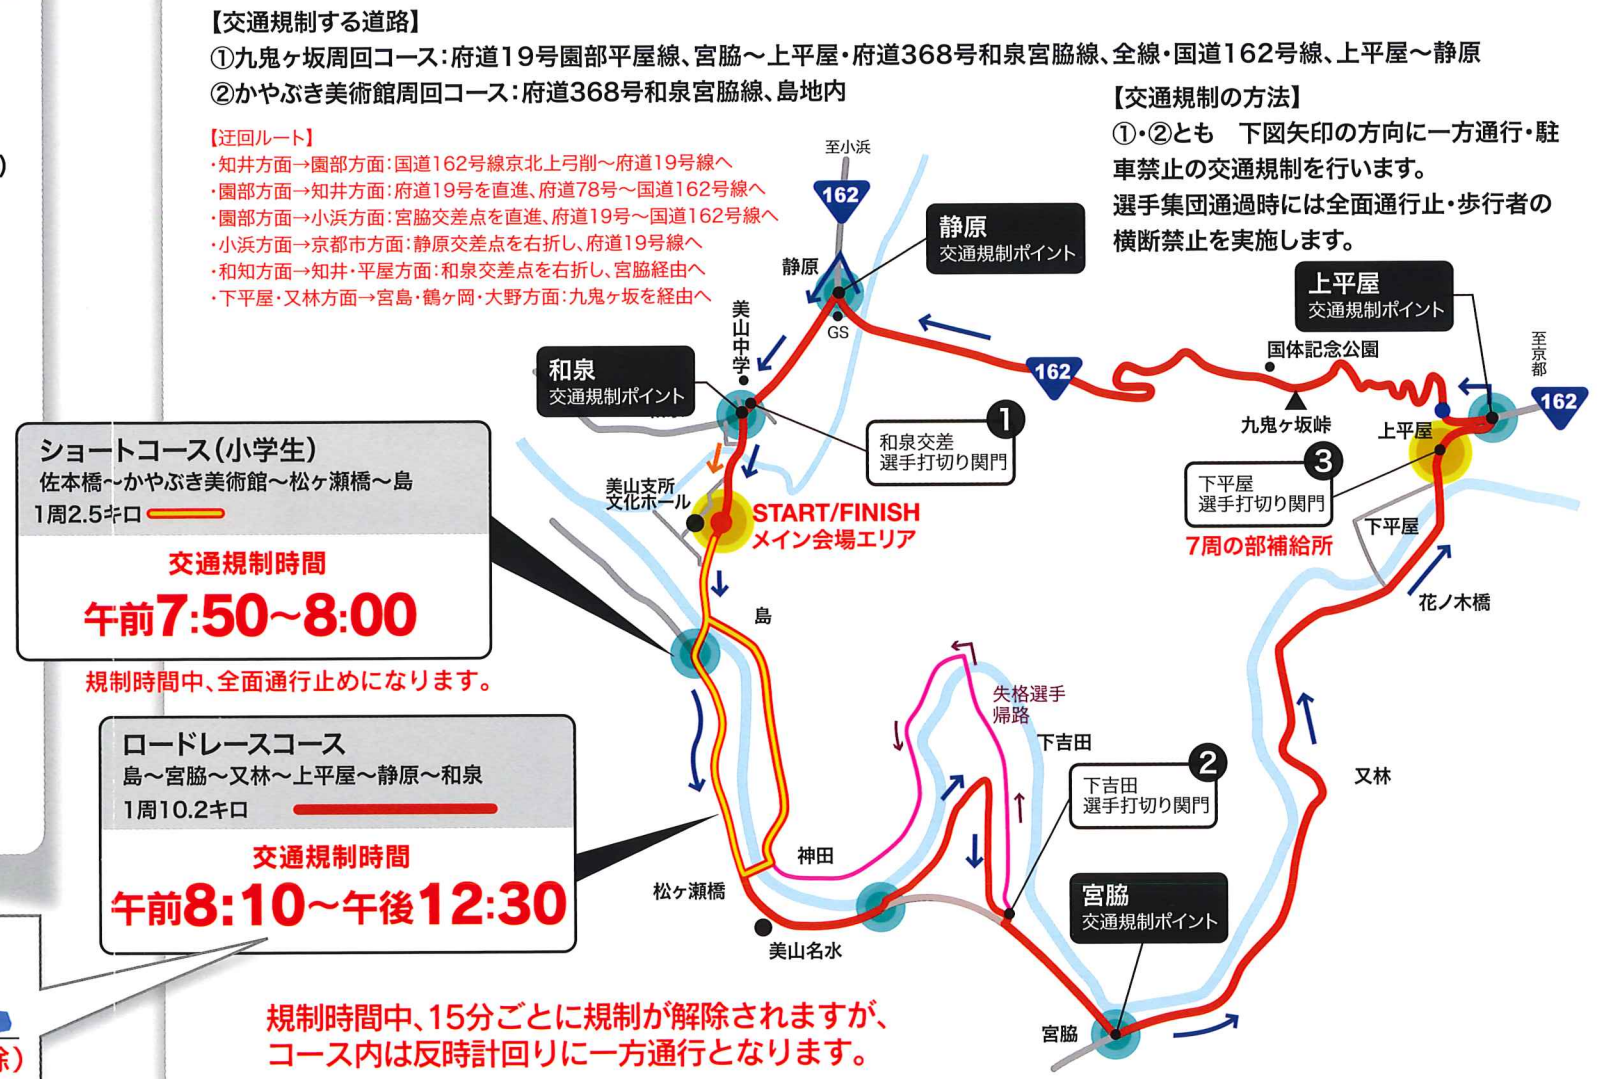 【交通規制する道路】
①九鬼ヶ坂周回コース：府道19号園部平屋線、宮脇～上平屋・府道368号和泉宮脇線、全線・国道162号線、上平屋～静原
②かやぶき美術館周回コース：府道368号和泉宮脇線、島地内
【交通規制の方法】
①・②とも　下図矢印の方向に一方通行・駐
車禁止の交通規制を行います。
選手集団通過時には全面通行止・歩行者の
横断禁止を実施します。
【迂回ルート】
・知井方面→園部方面：国道162号線京北上弓削～府道19号線へ
・園部方面→知井方面：府道19号を直進、府道78号～国道162号線へ
・園部方面→小浜方面：宮脇交差点を直進、府道19号～国道162号線へ
・小浜方面→京都市方面：静原交差点を右折し、府道19号線へ
・和知方面→知井・平屋方面：和泉交差点を右折し、宮脇経由へ
・下平屋・又林方面→宮島・鶴ヶ岡・大野方面：九鬼ヶ坂を経由へ
至小浜
162
静原
交通規制ポイント
静原
GS
美山中学
和泉
交通規制ポイント
1
和泉交差
選手打切り関門
162
上平屋
交通規制ポイント
国体記念公園
九鬼ヶ坂峠
至京都
162
上平屋
3
下平屋
選手打切り関門
7周の部補給所
下平屋
花ノ木橋
美山支所
文化ホール
START/FINISH
メイン会場エリア
ショートコース（小学生）
佐本橋～かやぶき美術館～松ヶ瀬橋～島
1周2.5キロ
交通規制時間
午前7:50～8:00
規制時間中、全面通行止めになります。
島
ロードレースコース
島～宮脇～又林～上平屋～静原～和泉
1周10.2キロ
交通規制時間
午前8:10～午後12:30
失格選手
帰路
下吉田
2
下吉田
選手打切り関門
又林
神田
松ヶ瀬橋
美山名水
宮脇
交通規制ポイント
宮脇
規制時間中、15分ごとに規制が解除されますが、
コース内は反時計回りに一方通行となります。
）